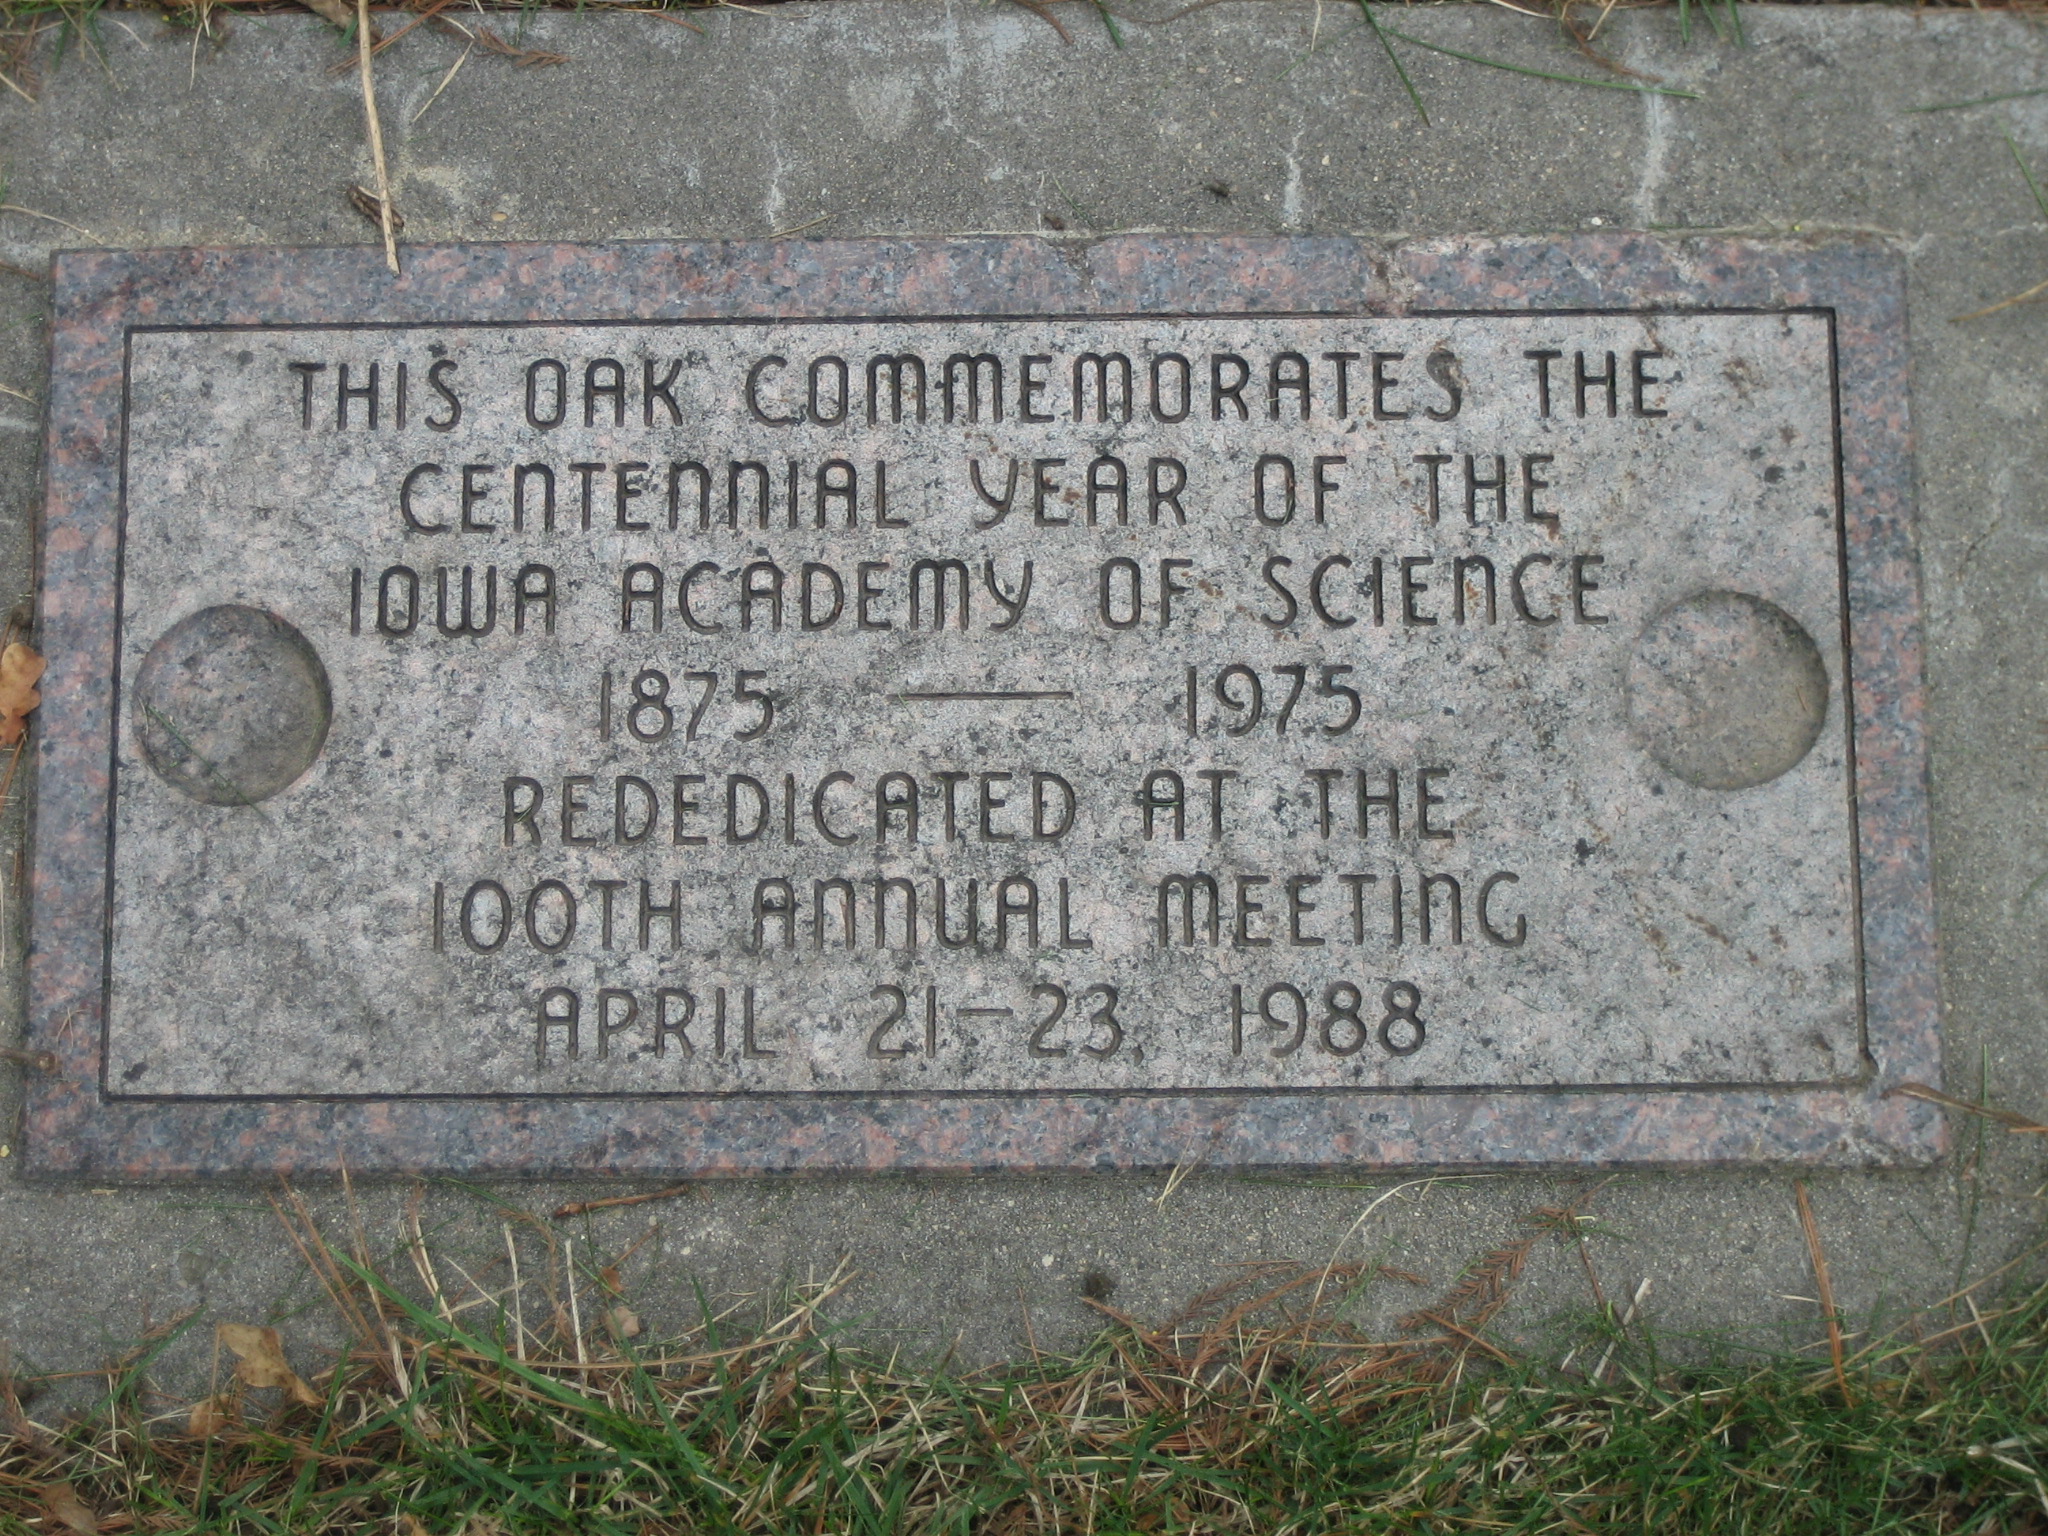 THIS OAK COMMEMORATES THE
CENTENNIAL YEAR OF THE
IOWA ACADEMY OF SCIENCE
1875 — 1975
REDEDICATED AT THE
100TH ANNUAL MEETING
APRIL 21-23, 1988